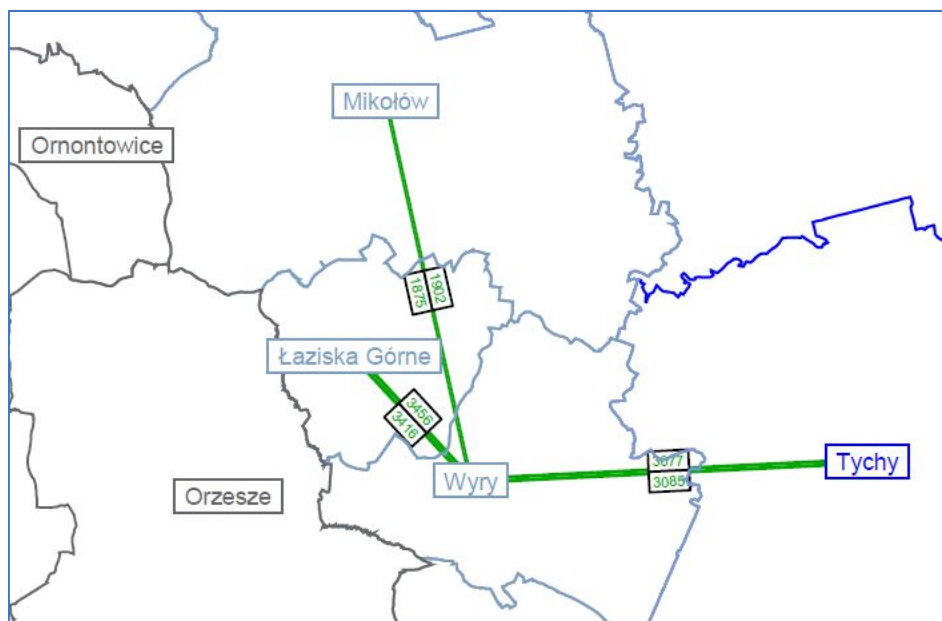 Mikołów
Ornontowice
1902
1875
Łaziska Górne
3456
3416
Wyry
3077
3085
Tychy
Orzesze